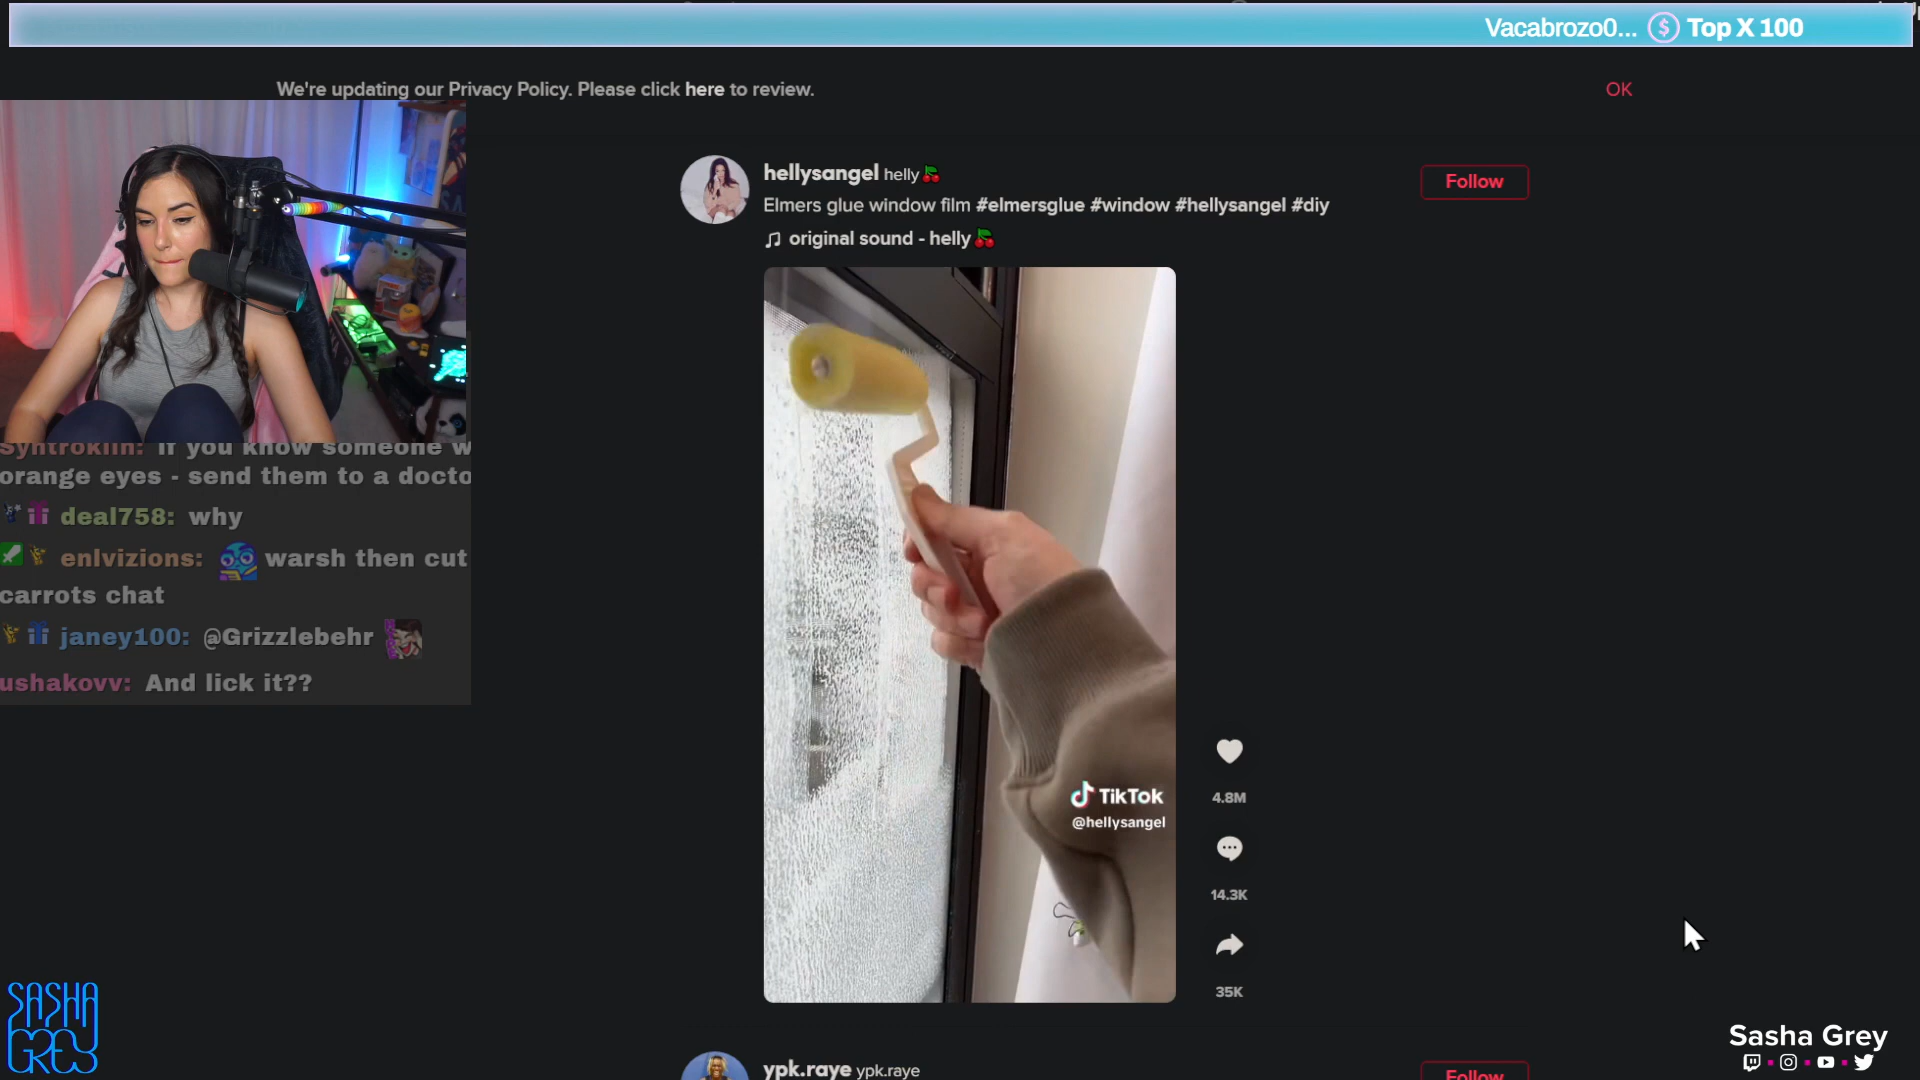 Vacabrozo0... $ Top X 100
We're updating our Privacy Policy. Please click here to review.
OK
hellysangel helly
Follow
Elmers glue window film #elmersglue #window #hellysangel #diy
original sound - helly
Syntroklin: If you know someone w
orange eyes - send them to a docto
deal758: why
enlvizions: warsh then cut
carrots chat
janey100: @Grizzlebehr
ushakovv: And lick it??
TikTok
@hellysangel
4.8M
14.3K
35K
SASHA
GREY
Sasha Grey
ypk.raye ypk.raye
Follow